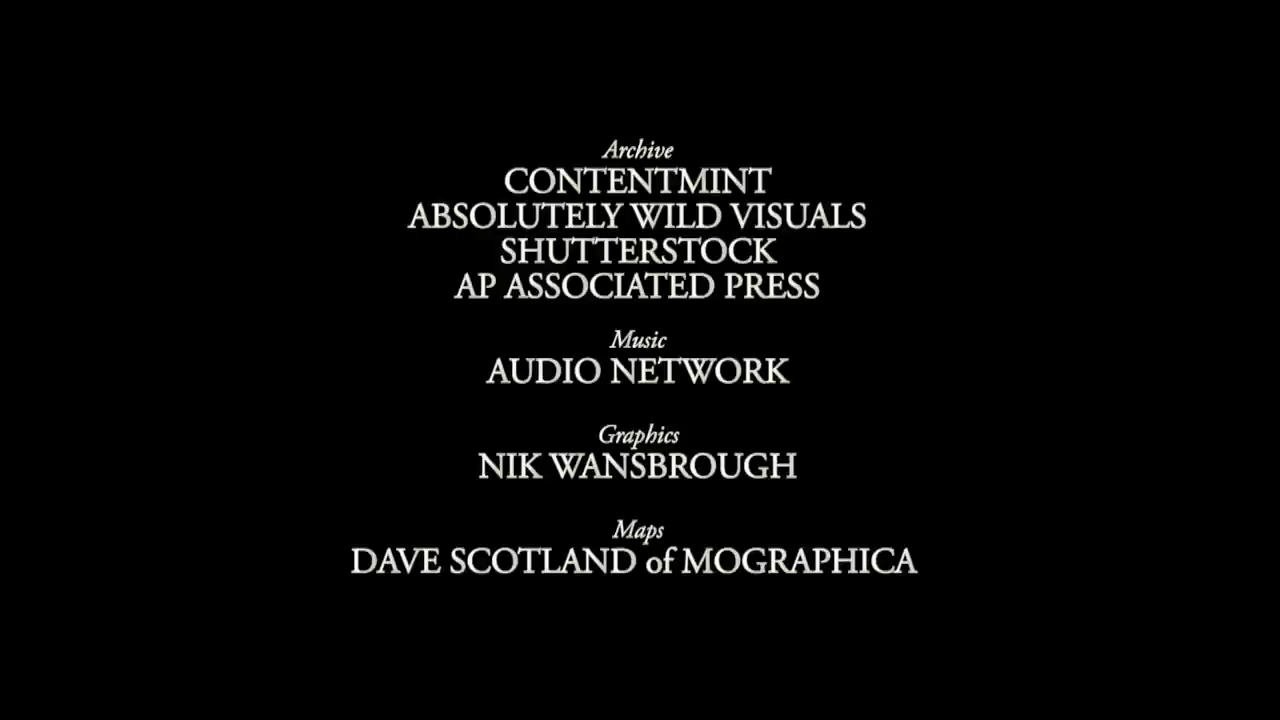 Archive
CONTENTMINT
ABSOLUTELY WILD VISUALS
SHUTTERSTOCK
AP ASSOCIATED PRESS
Music
AUDIO NETWORK
Graphics
NIK WANSBROUGH
Maps
DAVE SCOTLAND of MOGRAPHICA